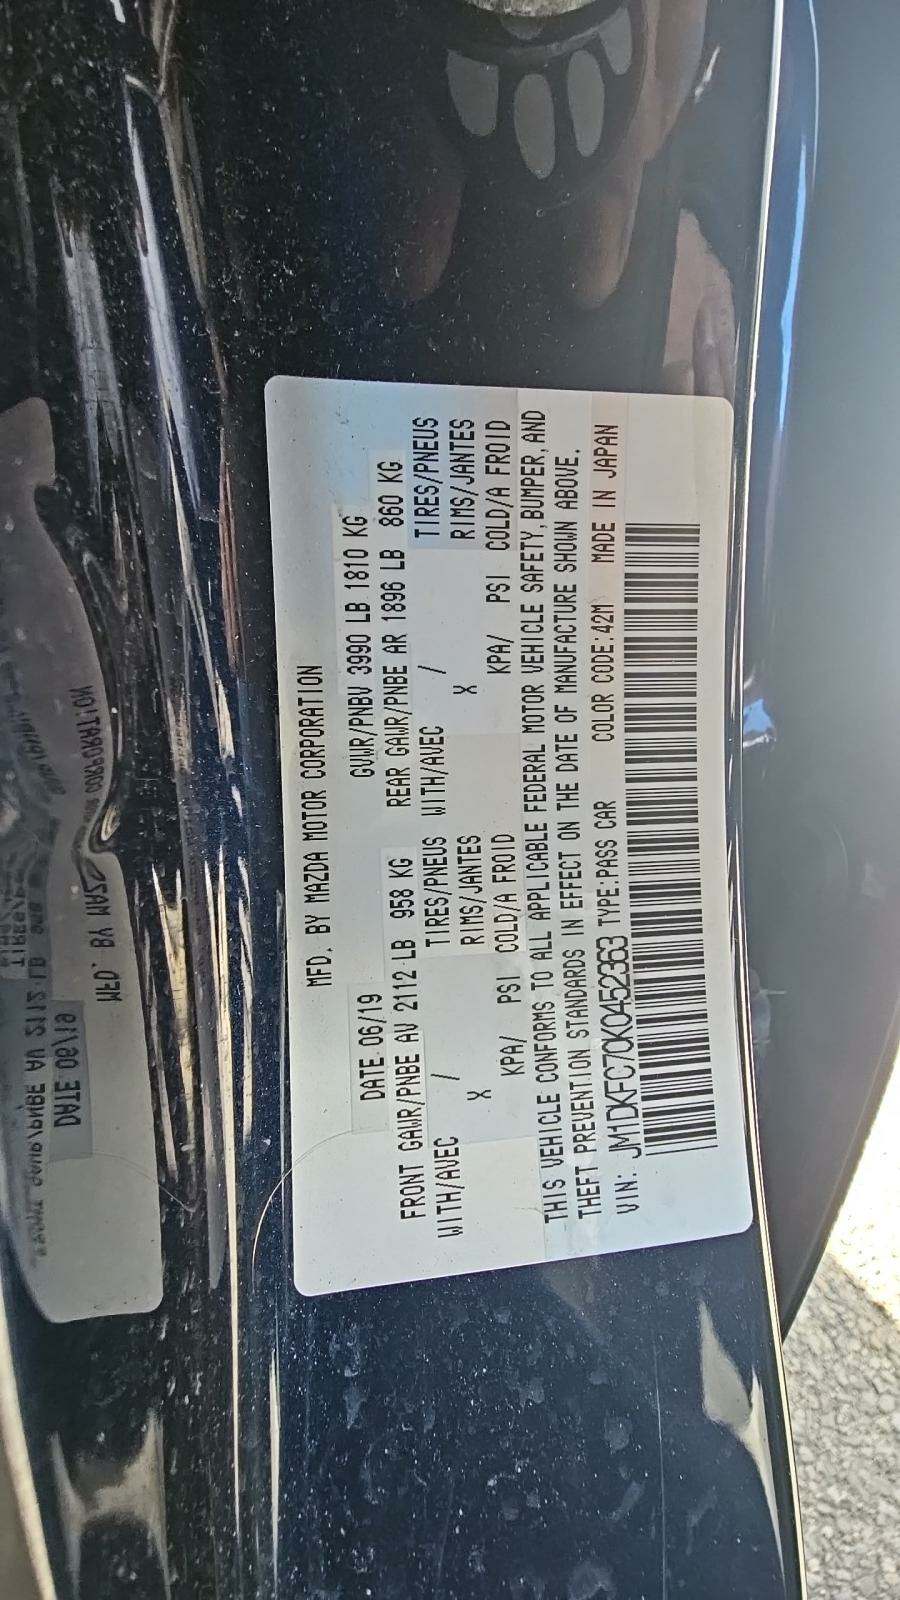 MFD. BY MAZDA MOTOR CORPORATION
DATE 06/19 GVWR/PNBV 3990 LB 1810 KG
FRONT GAWR/PNBE AV 2112 LB 958 KG REAR GAWR/PNBE AR 1896 LB 860 KG
WITH/AVEC / TIRES/PNEUS WITH/AVEC / TIRES/PNEUS
X RIMS/JANTES X RIMS/JANTES
KPA/ PSI COLD/A FROID KPA/ PSI COLD/A FROID
THIS VEHICLE CONFORMS TO ALL APPLICABLE FEDERAL MOTOR VEHICLE SAFETY, BUMPER, AND
THEFT PREVENTION STANDARDS IN EFFECT ON THE DATE OF MANUFACTURE SHOWN ABOVE.
VIN: JM1DKFC70K0452363 TYPE:PASS CAR COLOR CODE:42M MADE IN JAPAN